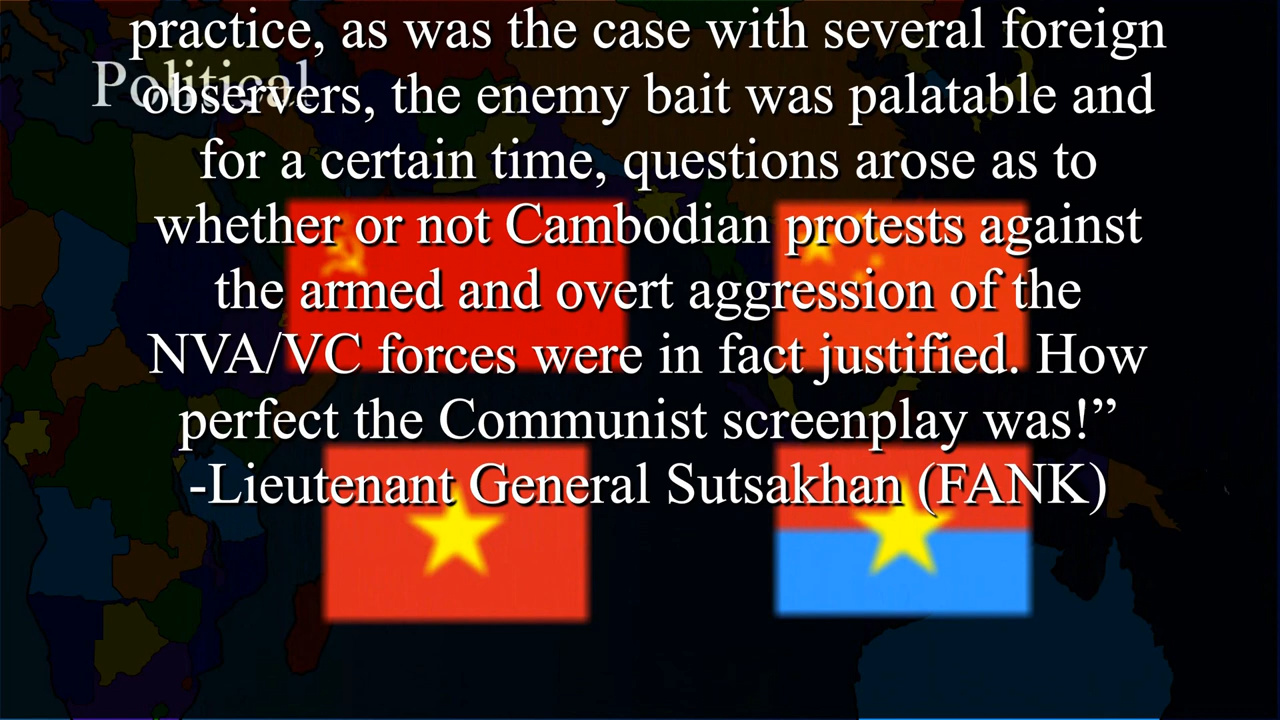 practice, as was the case with several foreign
Political
observers, the enemy bait was palatable and
for a certain time, questions arose as to
whether or not Cambodian protests against
the armed and overt aggression of the
NVA/VC forces were in fact justified. How
perfect the Communist screenplay was!”
-Lieutenant General Sutsakhan (FANK)